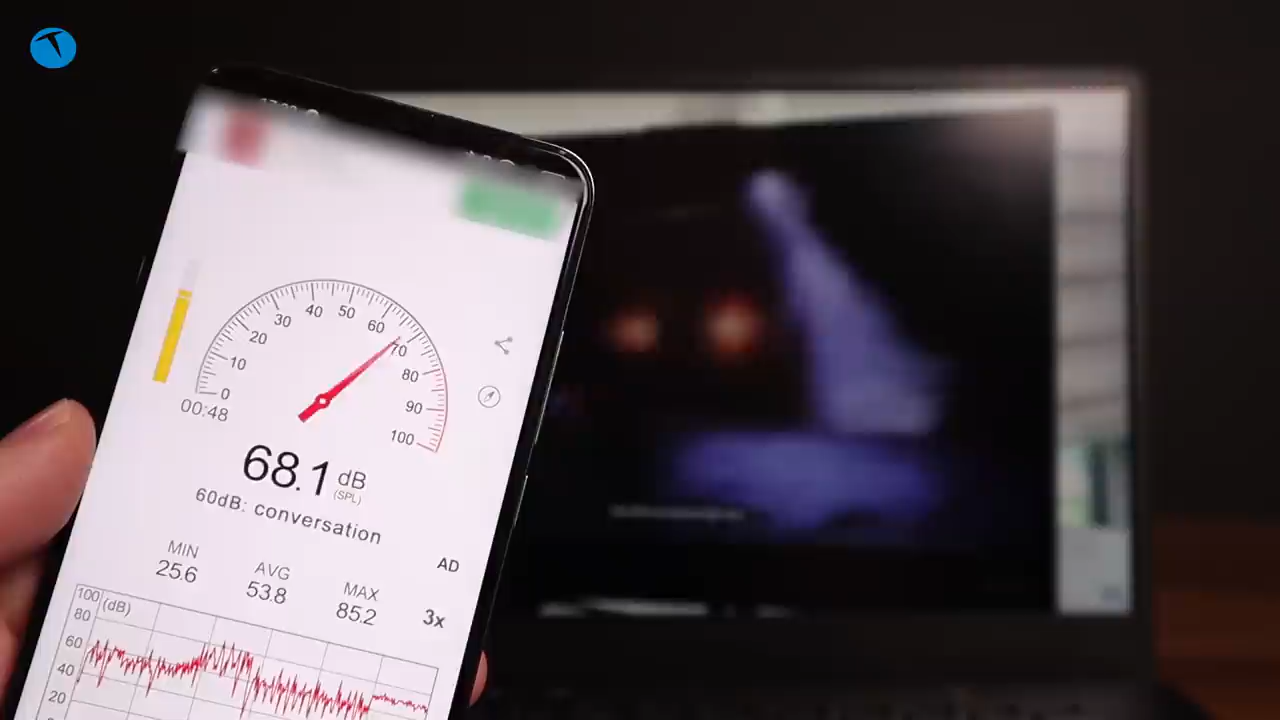 0 10 20 30 40 50 60 70 80 90 100
00:48
68.1 dB
(SPL)
60dB: conversation
MIN AVG MAX
25.6 53.8 85.2
AD
3x
(dB)
100
80
60
40
20